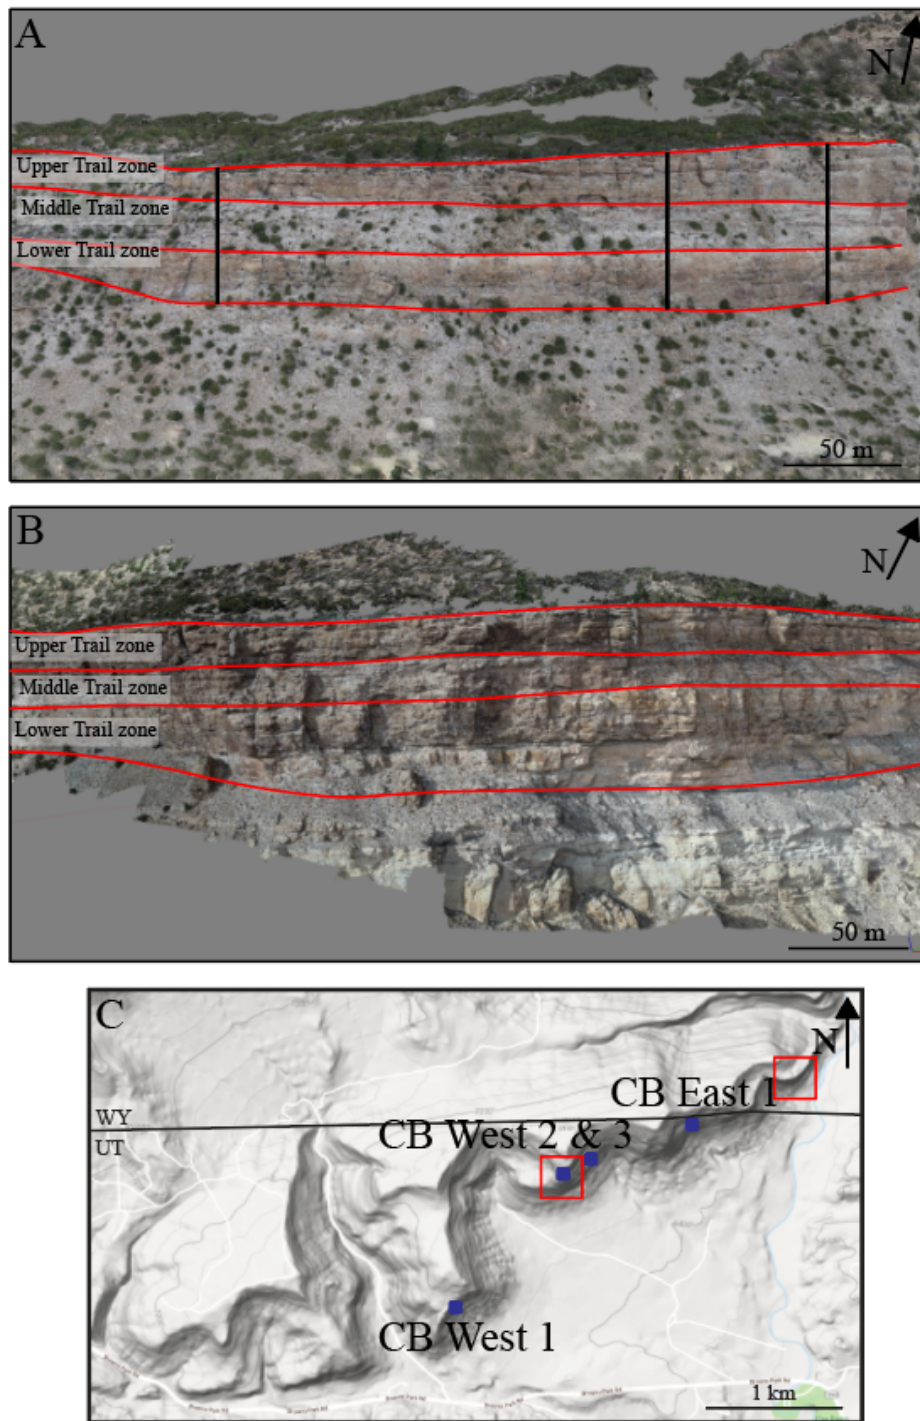 A
N
Upper Trail zone
Middle Trail zone
Lower Trail zone
50 m
B
N
Upper Trail zone
Middle Trail zone
Lower Trail zone
50 m
C
N
CB East 1
WY
UT
CB West 2 & 3
CB West 1
1 km